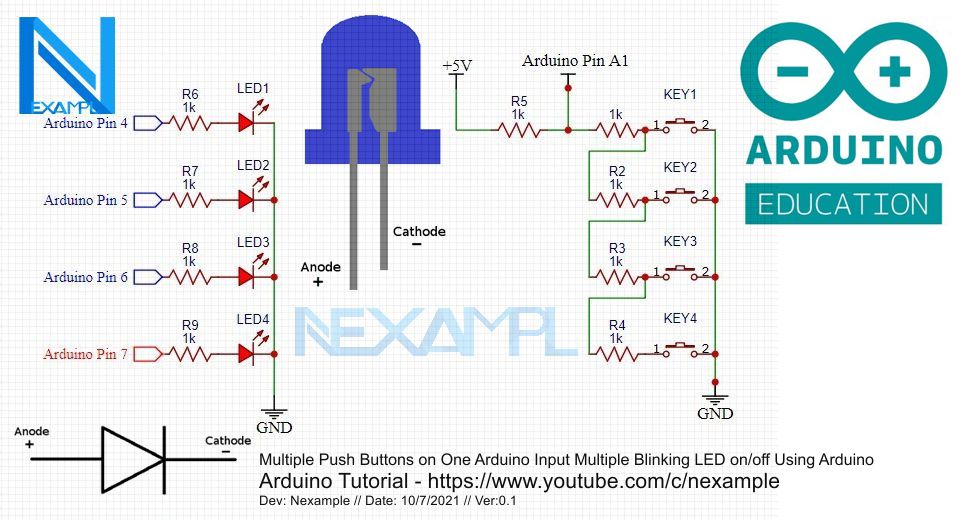 NEXAMPL
Arduino Pin 4
R6
1k
LED1
Arduino Pin 5
R7
1k
LED2
Arduino Pin 6
R8
1k
LED3
Arduino Pin 7
R9
1k
LED4
GND
Cathode
-
Anode
+
NEXAMPL
+5V
Arduino Pin A1
R5
1k
1k
KEY1
1 2
R2
1k
KEY2
1 2
R3
1k
KEY3
1 2
R4
1k
KEY4
1 2
GND
- +
ARDUINO
EDUCATION
Anode
+
Cathode
-
Multiple Push Buttons on One Arduino Input Multiple Blinking LED on/off Using Arduino
Arduino Tutorial - https://www.youtube.com/c/nexample
Dev: Nexample // Date: 10/7/2021 // Ver:0.1